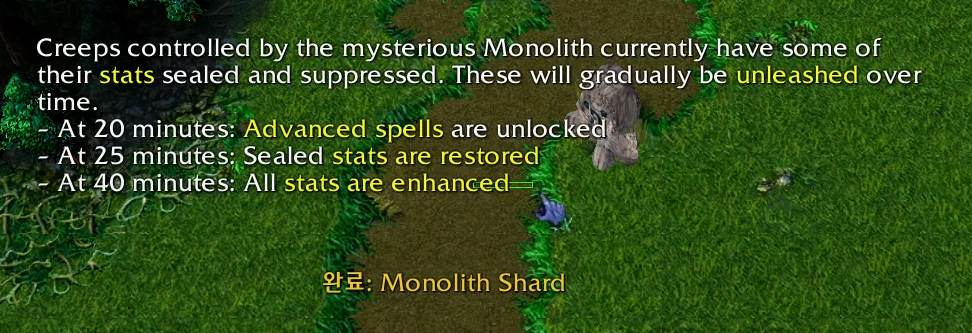 Creeps controlled by the mysterious Monolith currently have some of
their stats sealed and suppressed. These will gradually be unleashed over
time.
- At 20 minutes: Advanced spells are unlocked
- At 25 minutes: Sealed stats are restored
- At 40 minutes: All stats are enhanced
완료: Monolith Shard